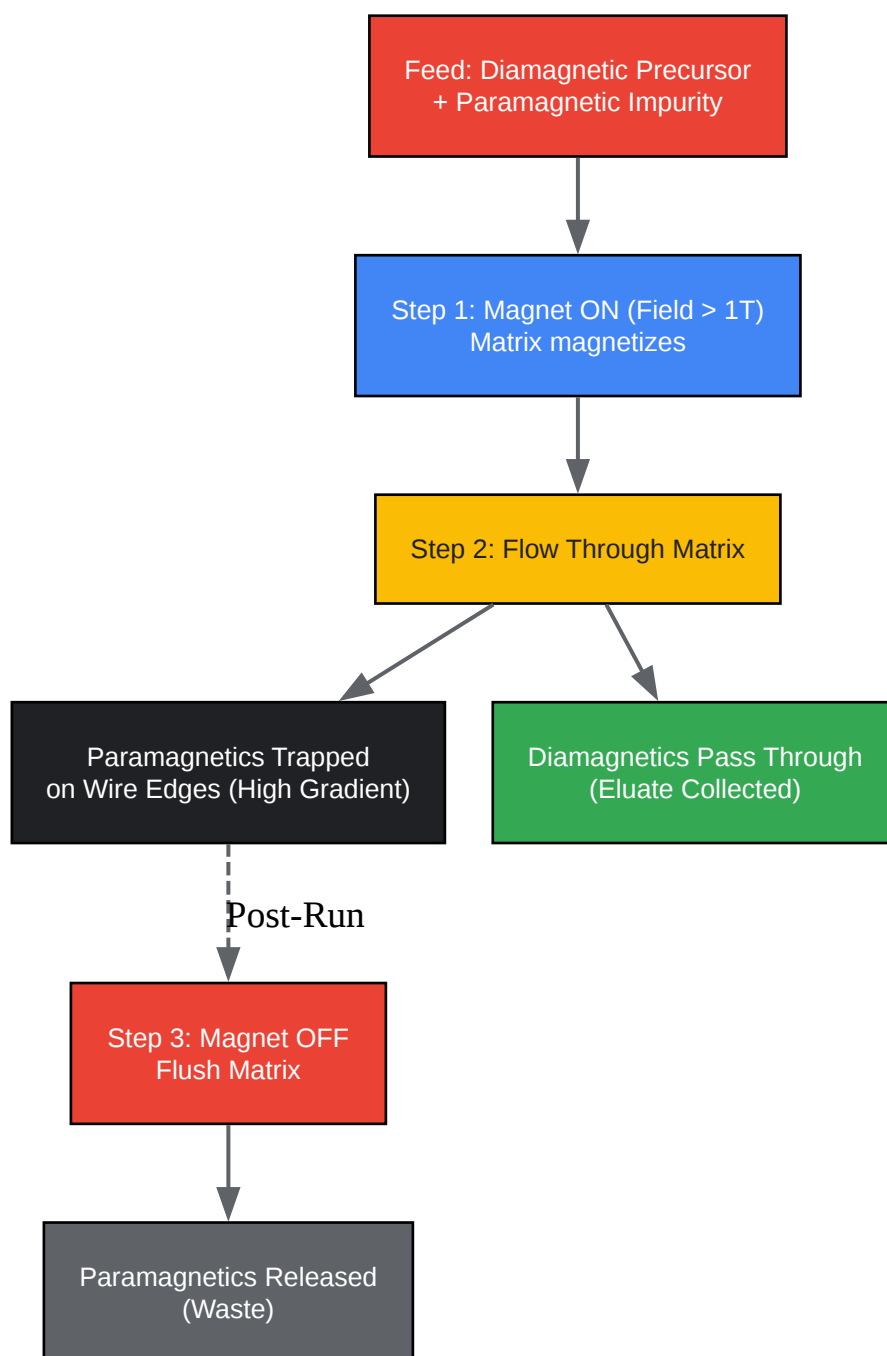 Feed: Diamagnetic Precursor
+ Paramagnetic Impurity
Step 1: Magnet ON (Field > 1T)
Matrix magnetizes
Step 2: Flow Through Matrix
Paramagnetics Trapped
on Wire Edges (High Gradient)
Diamagnetics Pass Through
(Eluate Collected)
Post-Run
Step 3: Magnet OFF
Flush Matrix
Paramagnetics Released
(Waste)